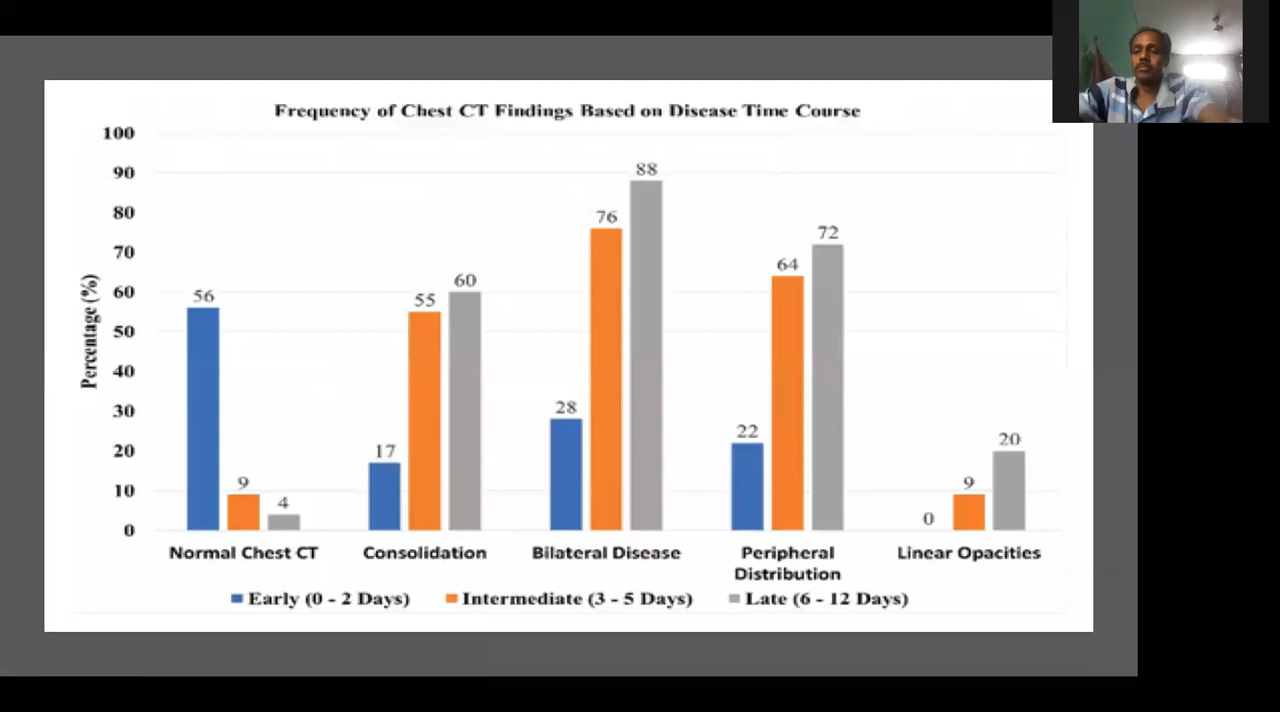 Frequency of Chest CT Findings Based on Disease Time Course
Percentage (%)
100
90
80
70
60
50
40
30
20
10
0
56
9
4
17
55
60
28
76
88
22
64
72
0
9
20
Normal Chest CT
Consolidation
Bilateral Disease
Peripheral
Distribution
Linear Opacities
Early (0 - 2 Days)
Intermediate (3 - 5 Days)
Late (6 - 12 Days)